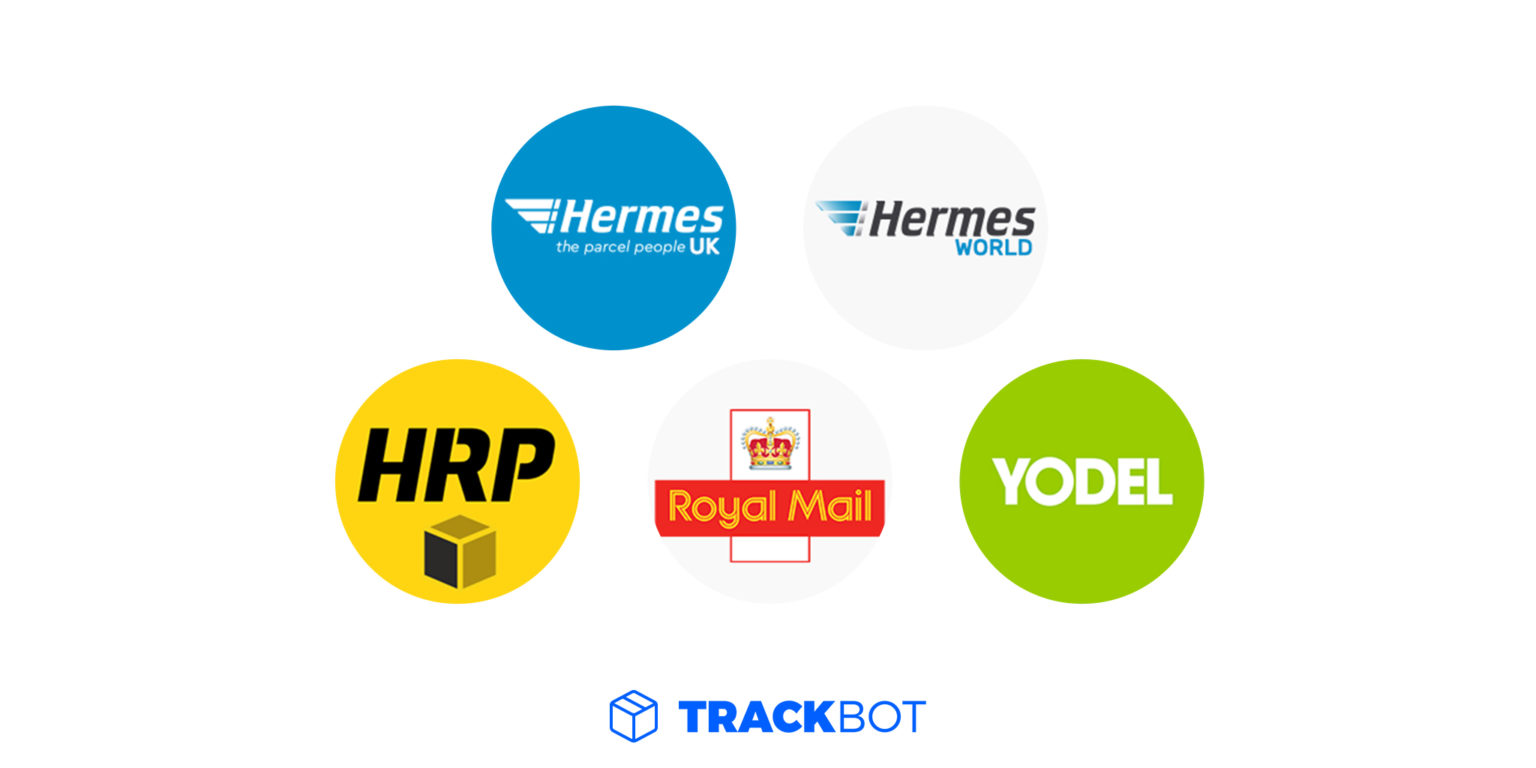 Hermes
the parcel people UK
Hermes
WORLD
HRP
Royal Mail
YODEL
TRACKBOT